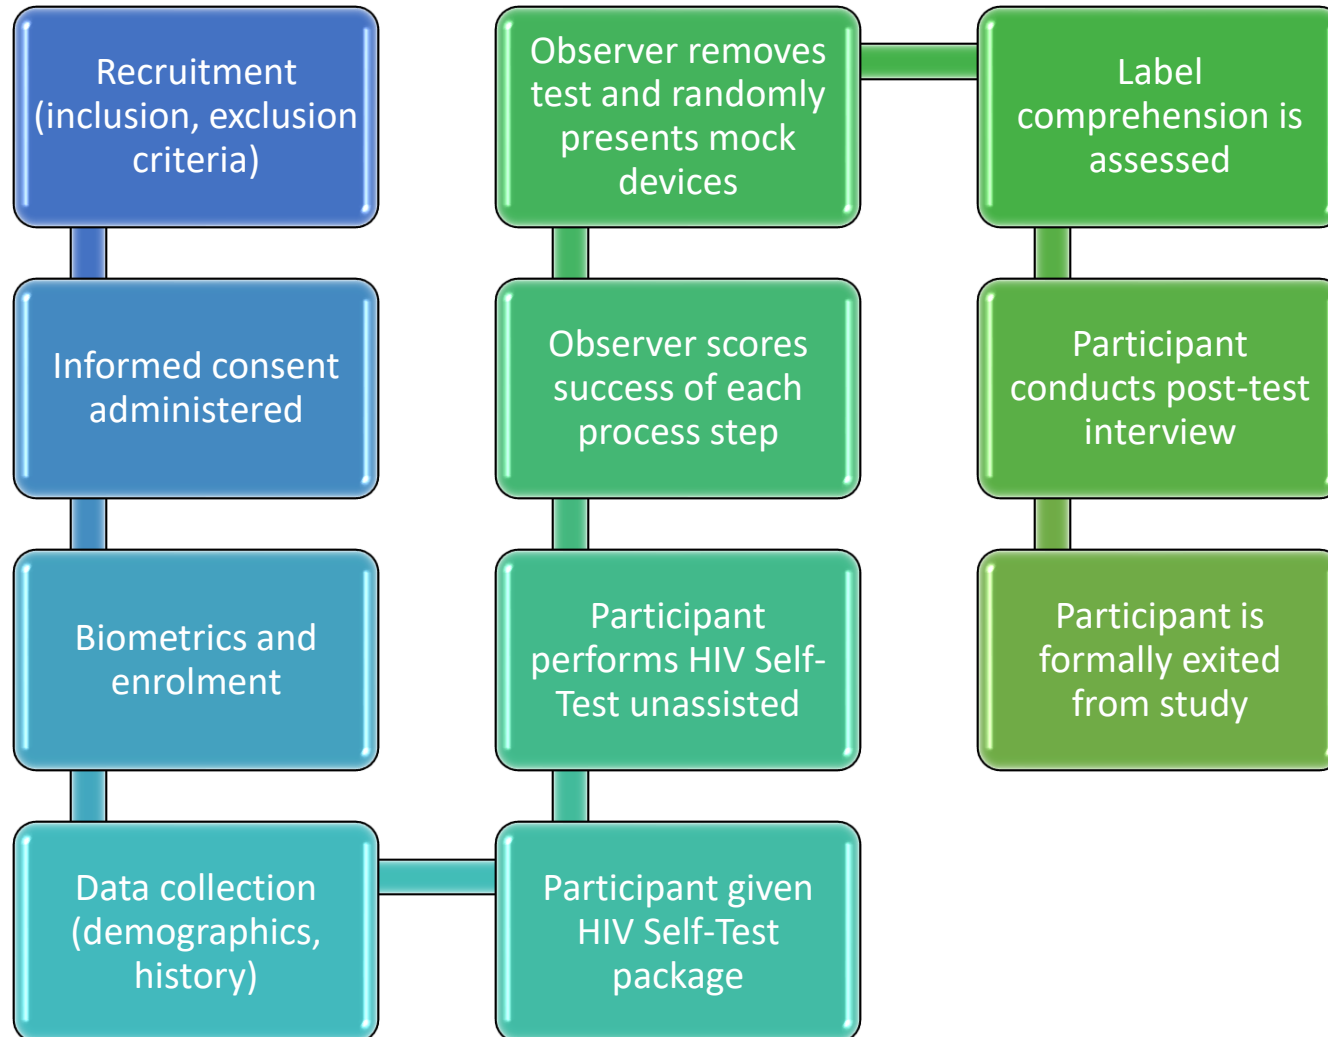 Recruitment
(inclusion, exclusion
criteria)
Informed consent
administered
Biometrics and
enrolment
Data collection
(demographics,
history)
Participant given
HIV Self-Test
package
Participant
performs HIV Self-
Test unassisted
Observer scores
success of each
process step
Observer removes
test and randomly
presents mock
devices
Label
comprehension is
assessed
Participant
conducts post-test
interview
Participant is
formally exited
from study